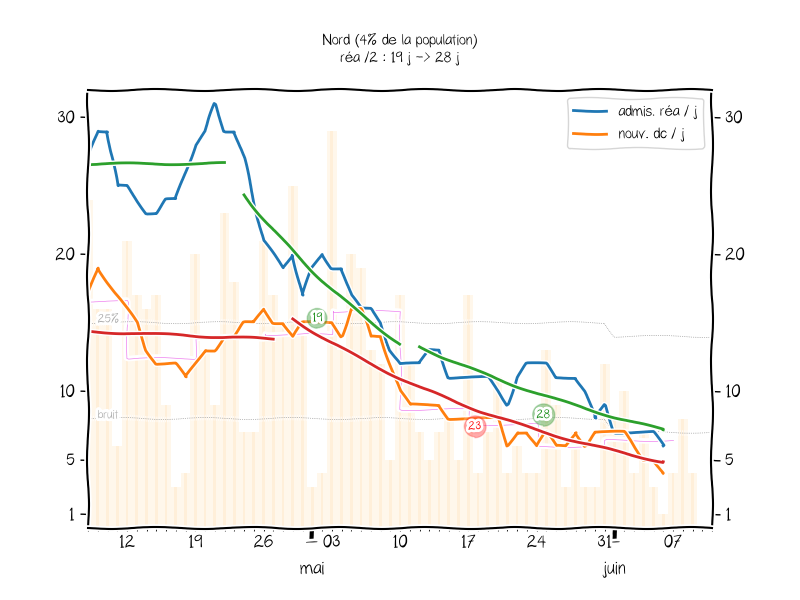 Nord (4% de la population)
réa /2 : 19 j -> 28 j
admis. réa / j
nouv. dc / j
30
30
20
20
25%
19
10
10
bruit
28
23
5
5
1
1
12 19 26 03 10 17 24 31 07
mai juin